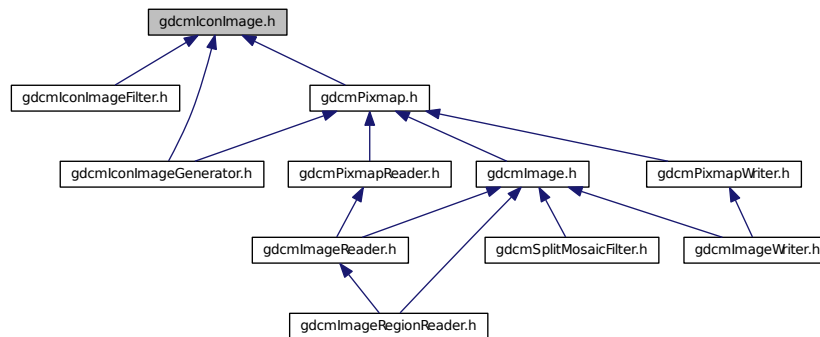 gdcmIconImage.h
gdcmIconImageFilter.h
gdcmPixmap.h
gdcmIconImageGenerator.h
gdcmPixmapReader.h
gdcmImage.h
gdcmPixmapWriter.h
gdcmImageReader.h
gdcmSplitMosaicFilter.h
gdcmImageWriter.h
gdcmImageRegionReader.h